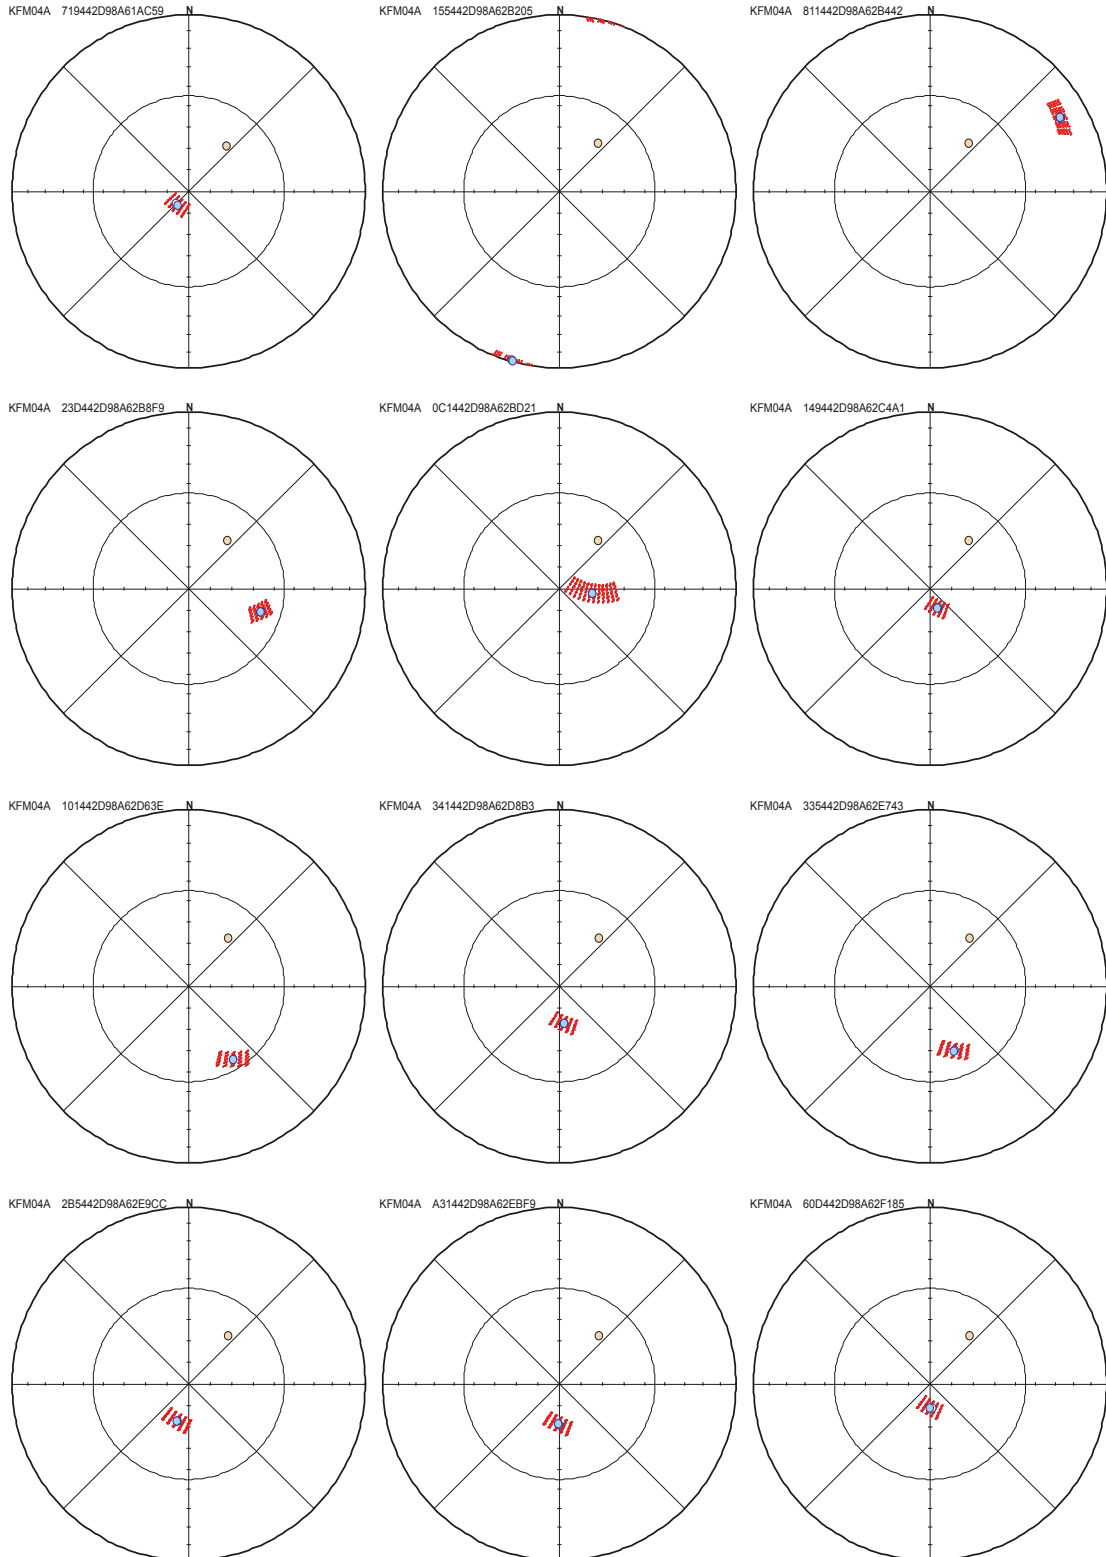 KFM04A 719442D98A61AC59 N
KFM04A 155442D98A62B205 N
KFM04A 811442D98A62B442 N
KFM04A 23D442D98A62B8F9 N
KFM04A 0C1442D98A62BD21 N
KFM04A 149442D98A62C4A1 N
KFM04A 101442D98A62D63E N
KFM04A 341442D98A62D8B3 N
KFM04A 335442D98A62E743 N
KFM04A 2B5442D98A62E9CC N
KFM04A A31442D98A62EBF9 N
KFM04A 60D442D98A62F185 N